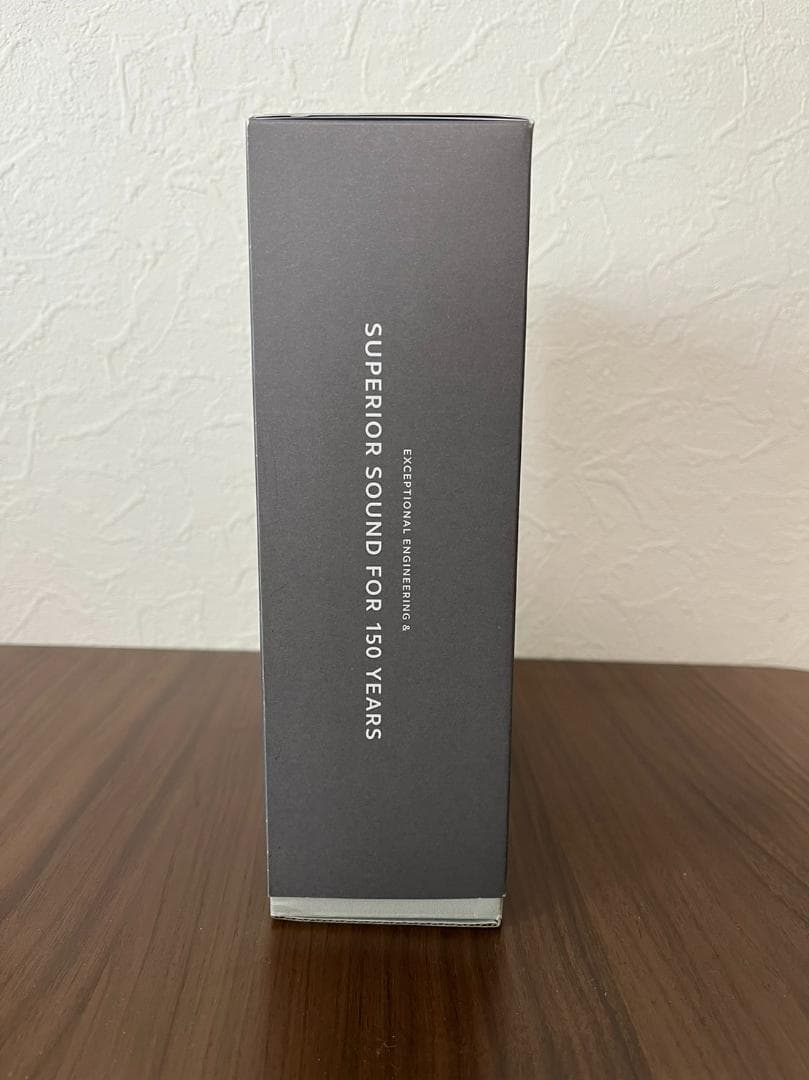 EXCEPTIONAL ENGINEERING &
SUPERIOR SOUND FOR 150 YEARS